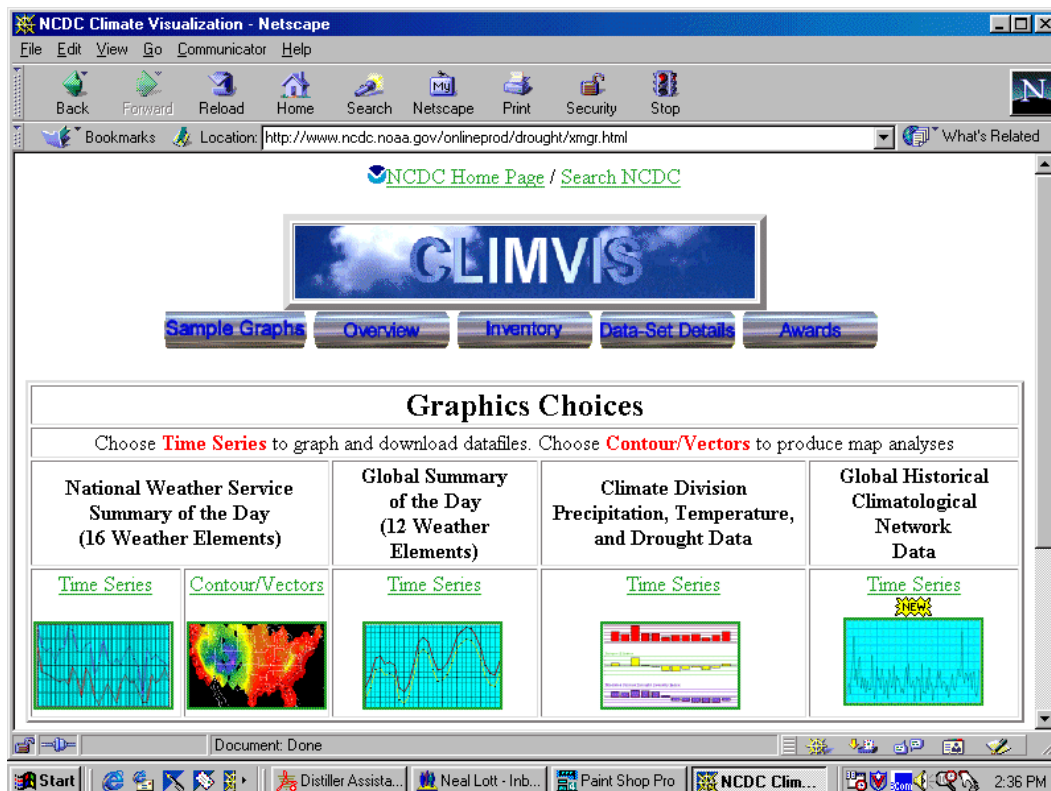 NCDC Climate Visualization - Netscape
File Edit View Go Communicator Help
Back Forward Reload Home Search My Netscape Print Security Stop
N
Bookmarks Location: http://www.ncdc.noaa.gov/onlineprod/drought/xmgr.html What's Related
NCDC Home Page / Search NCDC
CLIMVIS
Sample Graphs Overview Inventory Data-Set Details Awards
Graphics Choices
Choose Time Series to graph and download datafiles. Choose Contour/Vectors to produce map analyses
National Weather Service
Summary of the Day
(16 Weather Elements)
Global Summary
of the Day
(12 Weather
Elements)
Climate Division
Precipitation, Temperature,
and Drought Data
Global Historical
Climatological
Network
Data
Time Series Contour/Vectors Time Series Time Series Time Series
NEW
Document: Done
Start Distiller Assista... Neal Lott - Inb... Paint Shop Pro NCDC Clim... 2:36 PM